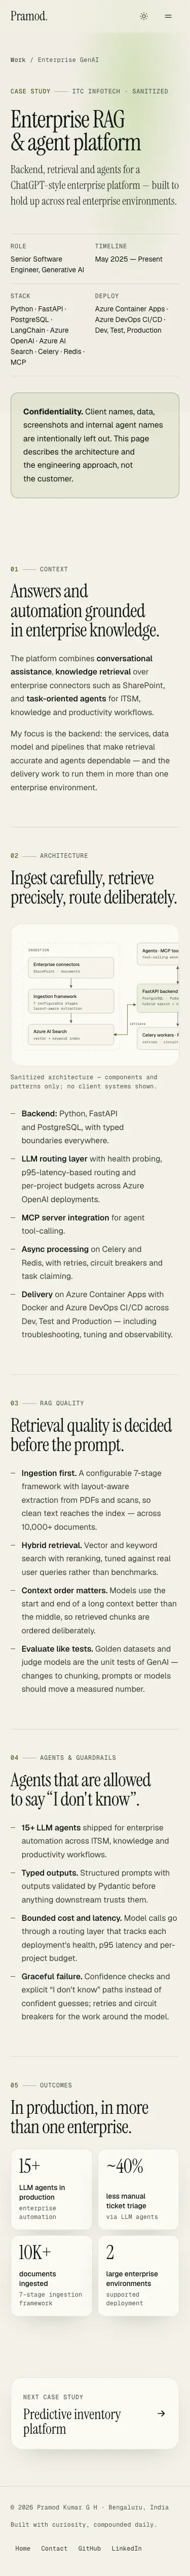 Pramod.
Work / Enterprise GenAI
CASE STUDY — ITC INFOTECH · SANITIZED
Enterprise RAG
& agent platform
Backend, retrieval and agents for a
ChatGPT-style enterprise platform — built to
hold up across real enterprise environments.
ROLE
Senior Software
Engineer, Generative AI
TIMELINE
May 2025 — Present
STACK
Python · FastAPI ·
PostgreSQL ·
LangChain · Azure
OpenAI · Azure AI
Search · Celery · Redis ·
MCP
DEPLOY
Azure Container Apps ·
Azure DevOps CI/CD ·
Dev, Test, Production
Confidentiality. Client names, data,
screenshots and internal agent names
are intentionally left out. This page
describes the architecture and
the engineering approach, not
the customer.
01 — CONTEXT
Answers and
automation grounded
in enterprise knowledge.
The platform combines conversational
assistance, knowledge retrieval over
enterprise connectors such as SharePoint,
and task-oriented agents for ITSM,
knowledge and productivity workflows.
My focus is the backend: the services, data
model and pipelines that make retrieval
accurate and agents dependable — and the
delivery work to run them in more than one
enterprise environment.
02 — ARCHITECTURE
Ingest carefully, retrieve
precisely, route deliberately.
INGESTION
Enterprise connectors
SharePoint · documents
Ingestion framework
7 configurable stages
layout-aware extraction
Azure AI Search
vector + keyword index
retrieve
Agents · MCP too
FastAPI backend
Celery workers · R
Sanitized architecture — components and
patterns only; no client systems shown.
— Backend: Python, FastAPI
and PostgreSQL, with typed
boundaries everywhere.
— LLM routing layer with health probing,
p95-latency-based routing and
per-project budgets across Azure
OpenAI deployments.
— MCP server integration for agent
tool-calling.
— Async processing on Celery and
Redis, with retries, circuit breakers and
task claiming.
— Delivery on Azure Container Apps with
Docker and Azure DevOps CI/CD across
Dev, Test and Production — including
troubleshooting, tuning and observability.
03 — RAG QUALITY
Retrieval quality is decided
before the prompt.
— Ingestion first. A configurable 7-stage
framework with layout-aware
extraction from PDFs and scans, so
clean text reaches the index — across
10,000+ documents.
— Hybrid retrieval. Vector and keyword
search with reranking, tuned against real
user queries rather than benchmarks.
— Context order matters. Models use the
start and end of a long context better than
the middle, so retrieved chunks are
ordered deliberately.
— Evaluate like tests. Golden datasets and
judge models are the unit tests of GenAI —
changes to chunking, prompts or models
should move a measured number.
04 — AGENTS & GUARDRAILS
Agents that are allowed
to say “I don't know”.
— 15+ LLM agents shipped for enterprise
automation across ITSM, knowledge and
productivity workflows.
— Typed outputs. Structured prompts with
outputs validated by Pydantic before
anything downstream trusts them.
— Bounded cost and latency. Model calls go
through a routing layer that tracks each
deployment's health, p95 latency and per-
project budget.
— Graceful failure. Confidence checks and
explicit “I don't know” paths instead of
confident guesses; retries and circuit
breakers for the work around the model.
05 — OUTCOMES
In production, in more
than one enterprise.
15+
LLM agents in
production
enterprise
automation
~40%
less manual
ticket triage
via LLM agents
10K+
documents
ingested
7-stage ingestion
framework
2
large enterprise
environments
supported
deployment
NEXT CASE STUDY
Predictive inventory
platform
→
© 2026 Pramod Kumar G H · Bengaluru, India
Built with curiosity, compounded daily.
Home Contact GitHub LinkedIn